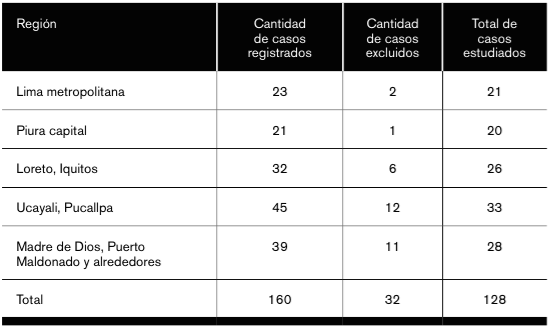 Región Cantidad de casos registrados Cantidad de casos excluidos Total de casos estudiados
Lima metropolitana 23 2 21
Piura capital 21 1 20
Loreto, Iquitos 32 6 26
Ucayali, Pucallpa 45 12 33
Madre de Dios, Puerto Maldonado y alrededores 39 11 28
Total 160 32 128